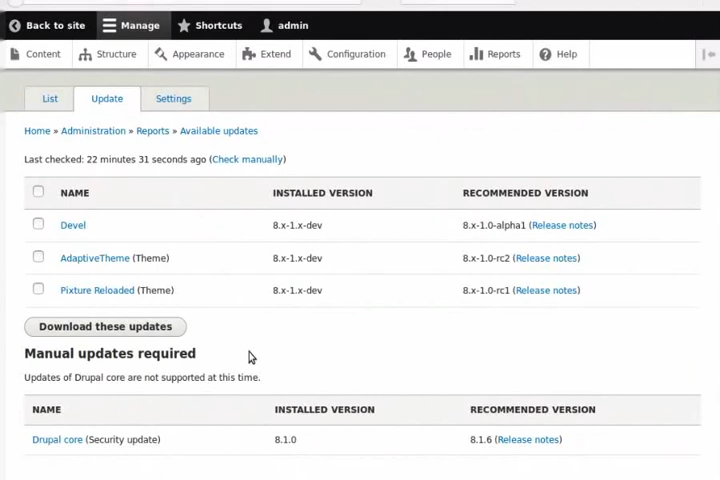 Back to site Manage Shortcuts admin
Content Structure Appearance Extend Configuration People Reports Help
List Update Settings
Home » Administration » Reports » Available updates
Last checked: 22 minutes 31 seconds ago (Check manually)
NAME INSTALLED VERSION RECOMMENDED VERSION
Devel 8.x-1.x-dev 8.x-1.0-alpha1 (Release notes)
AdaptiveTheme (Theme) 8.x-1.x-dev 8.x-1.0-rc2 (Release notes)
Pixture Reloaded (Theme) 8.x-1.x-dev 8.x-1.0-rc1 (Release notes)
Download these updates
Manual updates required
Updates of Drupal core are not supported at this time.
NAME INSTALLED VERSION RECOMMENDED VERSION
Drupal core (Security update) 8.1.0 8.1.6 (Release notes)